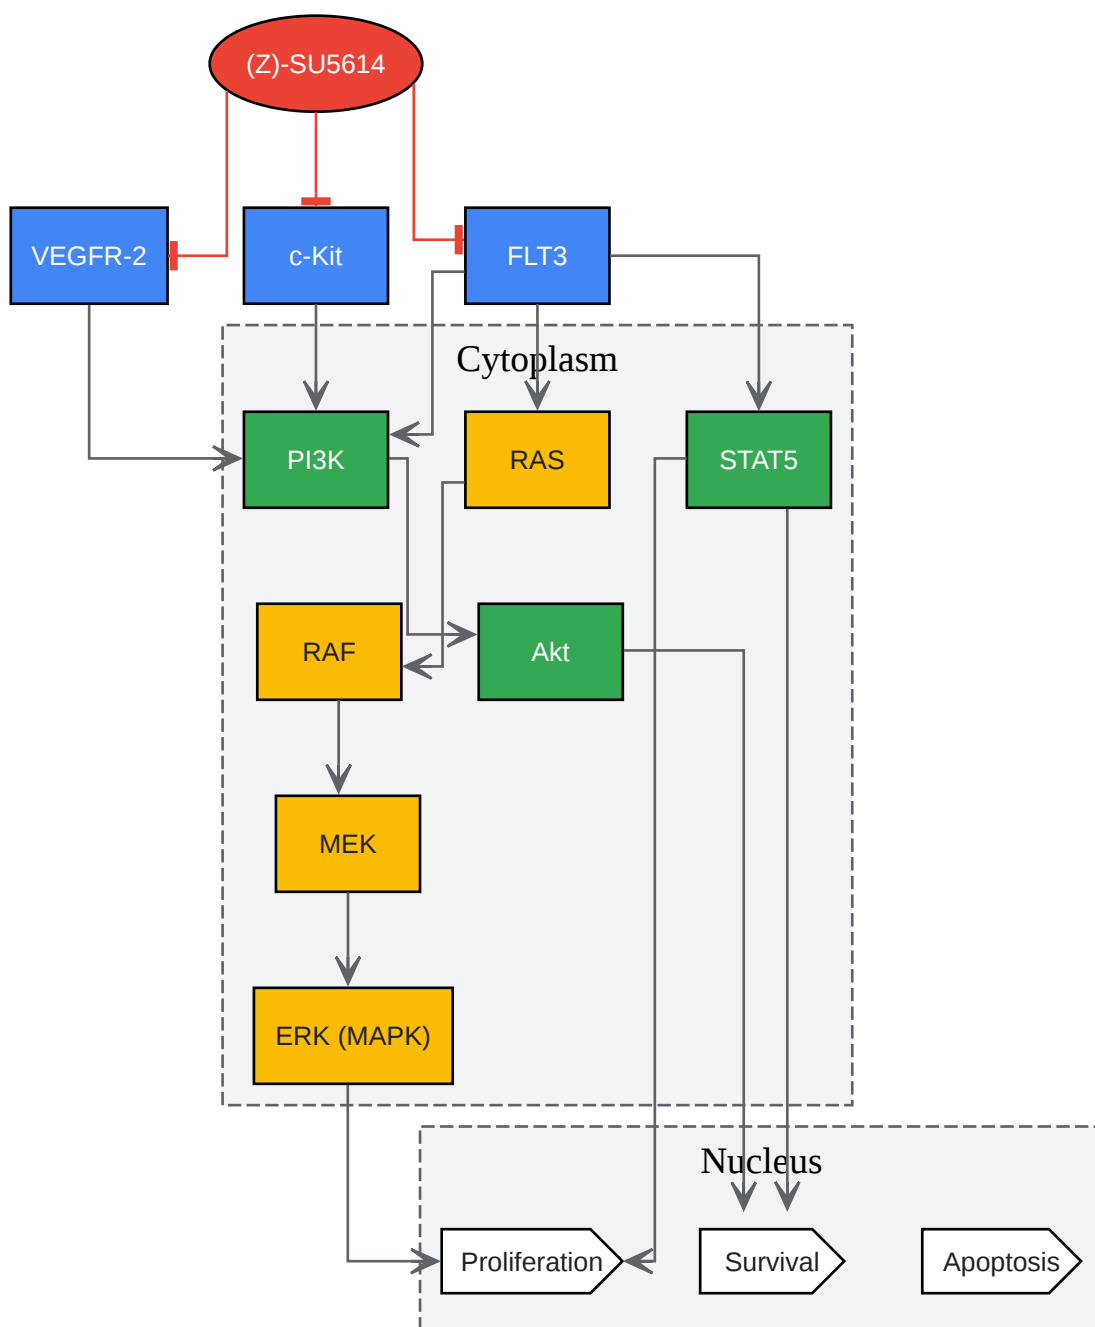 (Z)-SU5614
VEGFR-2
c-Kit
FLT3
Cytoplasm
PI3K
RAS
STAT5
RAF
Akt
MEK
ERK (MAPK)
Nucleus
Proliferation
Survival
Apoptosis